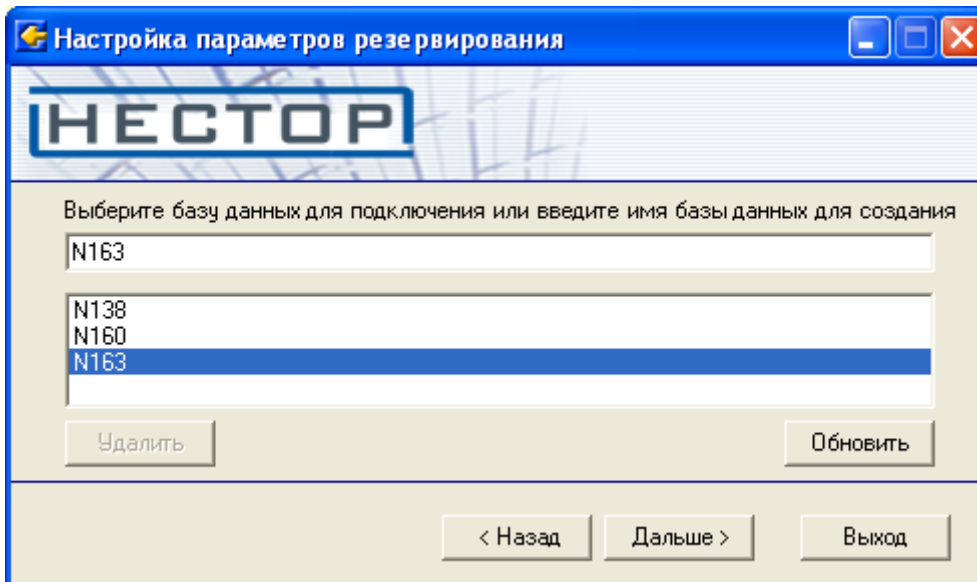 Настройка параметров резервирования
НЕСТОР
Выберите базу данных для подключения или введите имя базы данных для создания
N163
N138
N160
N163
Удалить
Обновить
< Назад
Дальше >
Выход